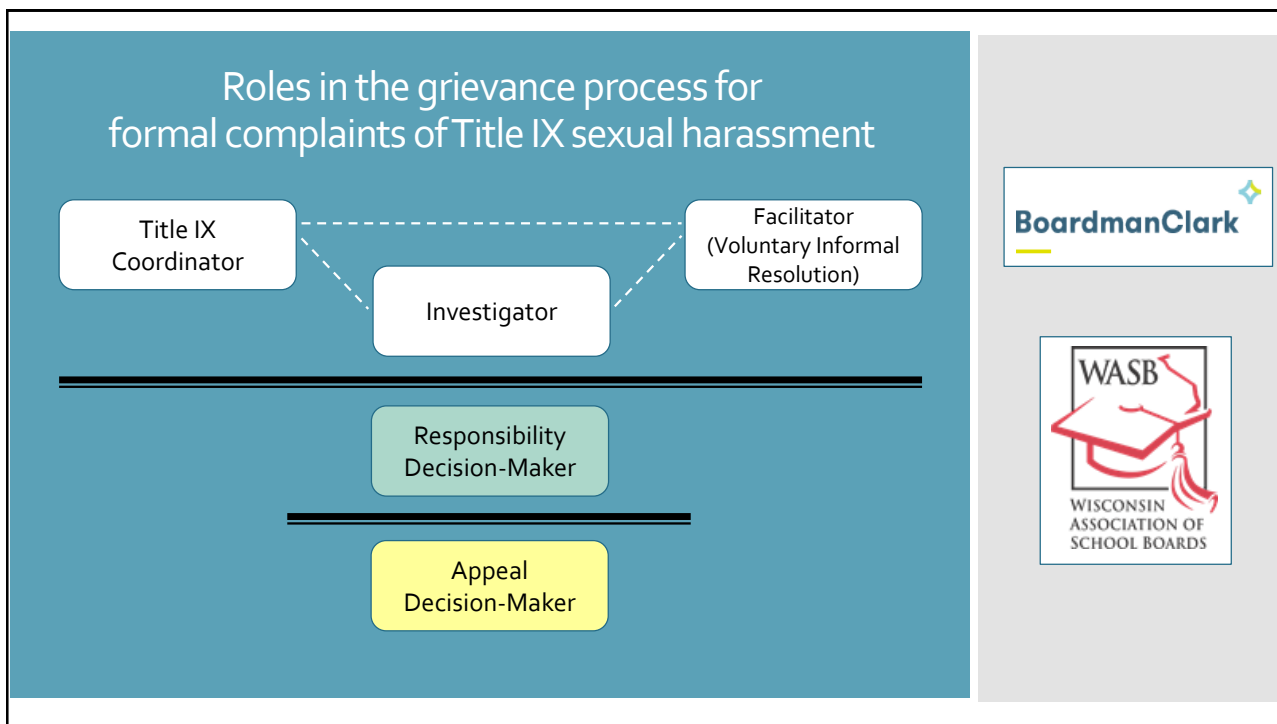 Roles in the grievance process for
formal complaints of Title IX sexual harassment
Title IX
Coordinator
Facilitator
(Voluntary Informal
Resolution)
Investigator
Responsibility
Decision-Maker
Appeal
Decision-Maker
BoardmanClark
WASB
WISCONSIN
ASSOCIATION OF
SCHOOL BOARDS